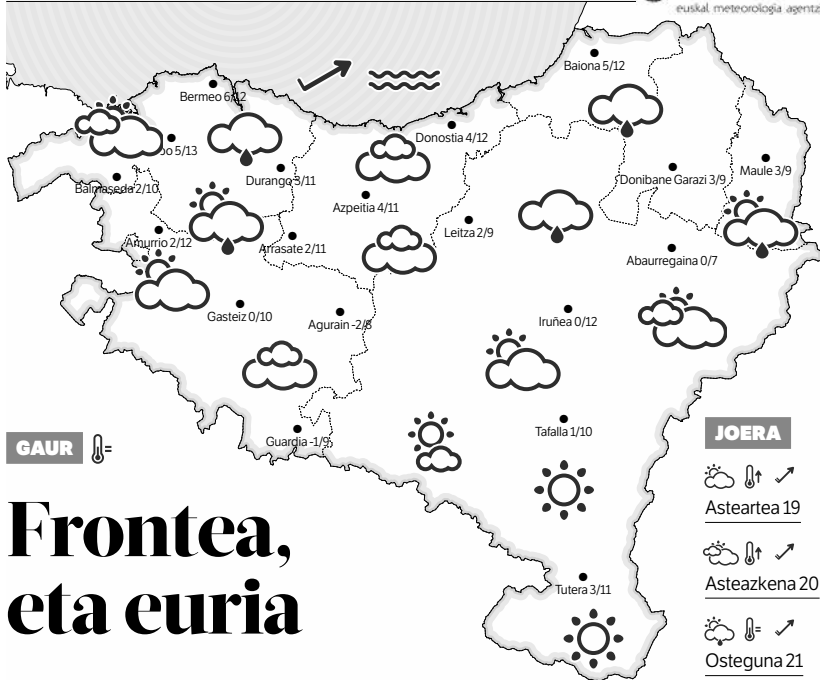 euskal meteorologia agentz
Baiona 5/12
Bermeo 6/12
Donostia 4/12
5/13
Durango 3/11
Balmaseda 2/10
Donibane Garazi 3/9
Maule 3/9
Azpeitia 4/11
Leitza 2/9
Amurrio 2/12
Arrasate 2/11
Abaurregaina 0/7
Gasteiz 0/10
Agurain -2/8
Iruñea 0/12
Guardia -1/9
Tafalla 1/10
Tutera 3/11
GAUR
Frontea,
eta euria
JOERA
Asteartea 19
Asteazkena 20
Osteguna 21